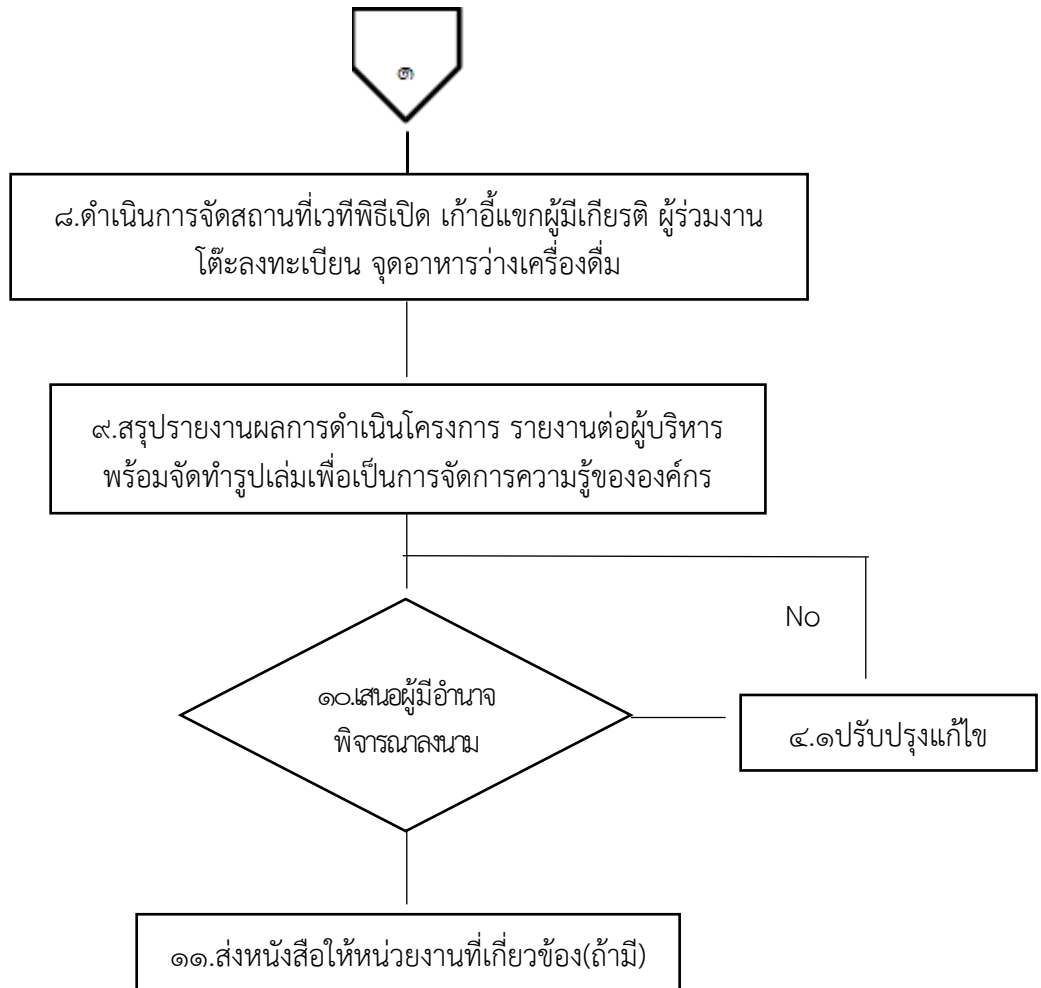 ๓
๘.ดำเนินการจัดสถานที่เวทีพิธีเปิด เก้าอี้แขกผู้มีเกียรติ ผู้ร่วมงาน
โต๊ะลงทะเบียน จุดอาหารว่างเครื่องดื่ม
๙.สรุปรายงานผลการดำเนินโครงการ รายงานต่อผู้บริหาร
พร้อมจัดทำรูปเล่มเพื่อเป็นการจัดการความรู้ขององค์กร
No
๑๐.เสนอผู้มีอำนาจ
พิจารณาลงนาม
๔.๑ปรับปรุงแก้ไข
๑๑.ส่งหนังสือให้หน่วยงานที่เกี่ยวข้อง(ถ้ามี)